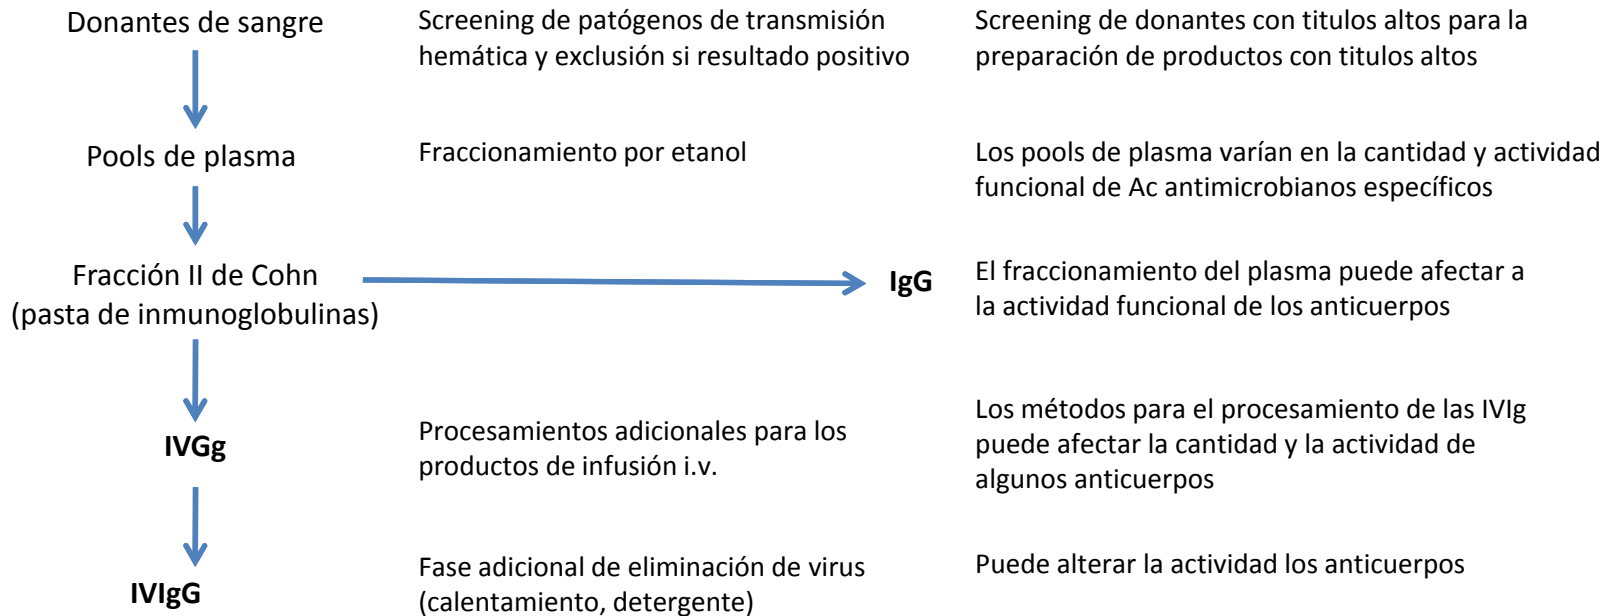 Donantes de sangre
Screening de patógenos de transmisión
hemática y exclusión si resultado positivo
Screening de donantes con titulos altos para la
preparación de productos con titulos altos
Pools de plasma
Fraccionamiento por etanol
Los pools de plasma varían en la cantidad y actividad
funcional de Ac antimicrobianos específicos
Fracción II de Cohn
(pasta de inmunoglobulinas)
IgG
El fraccionamiento del plasma puede afectar a
la actividad funcional de los anticuerpos
IVGg
Procesamientos adicionales para los
productos de infusión i.v.
Los métodos para el procesamiento de las IVIg
puede afectar la cantidad y la actividad de
algunos anticuerpos
IVIgG
Fase adicional de eliminación de virus
(calentamiento, detergente)
Puede alterar la actividad los anticuerpos